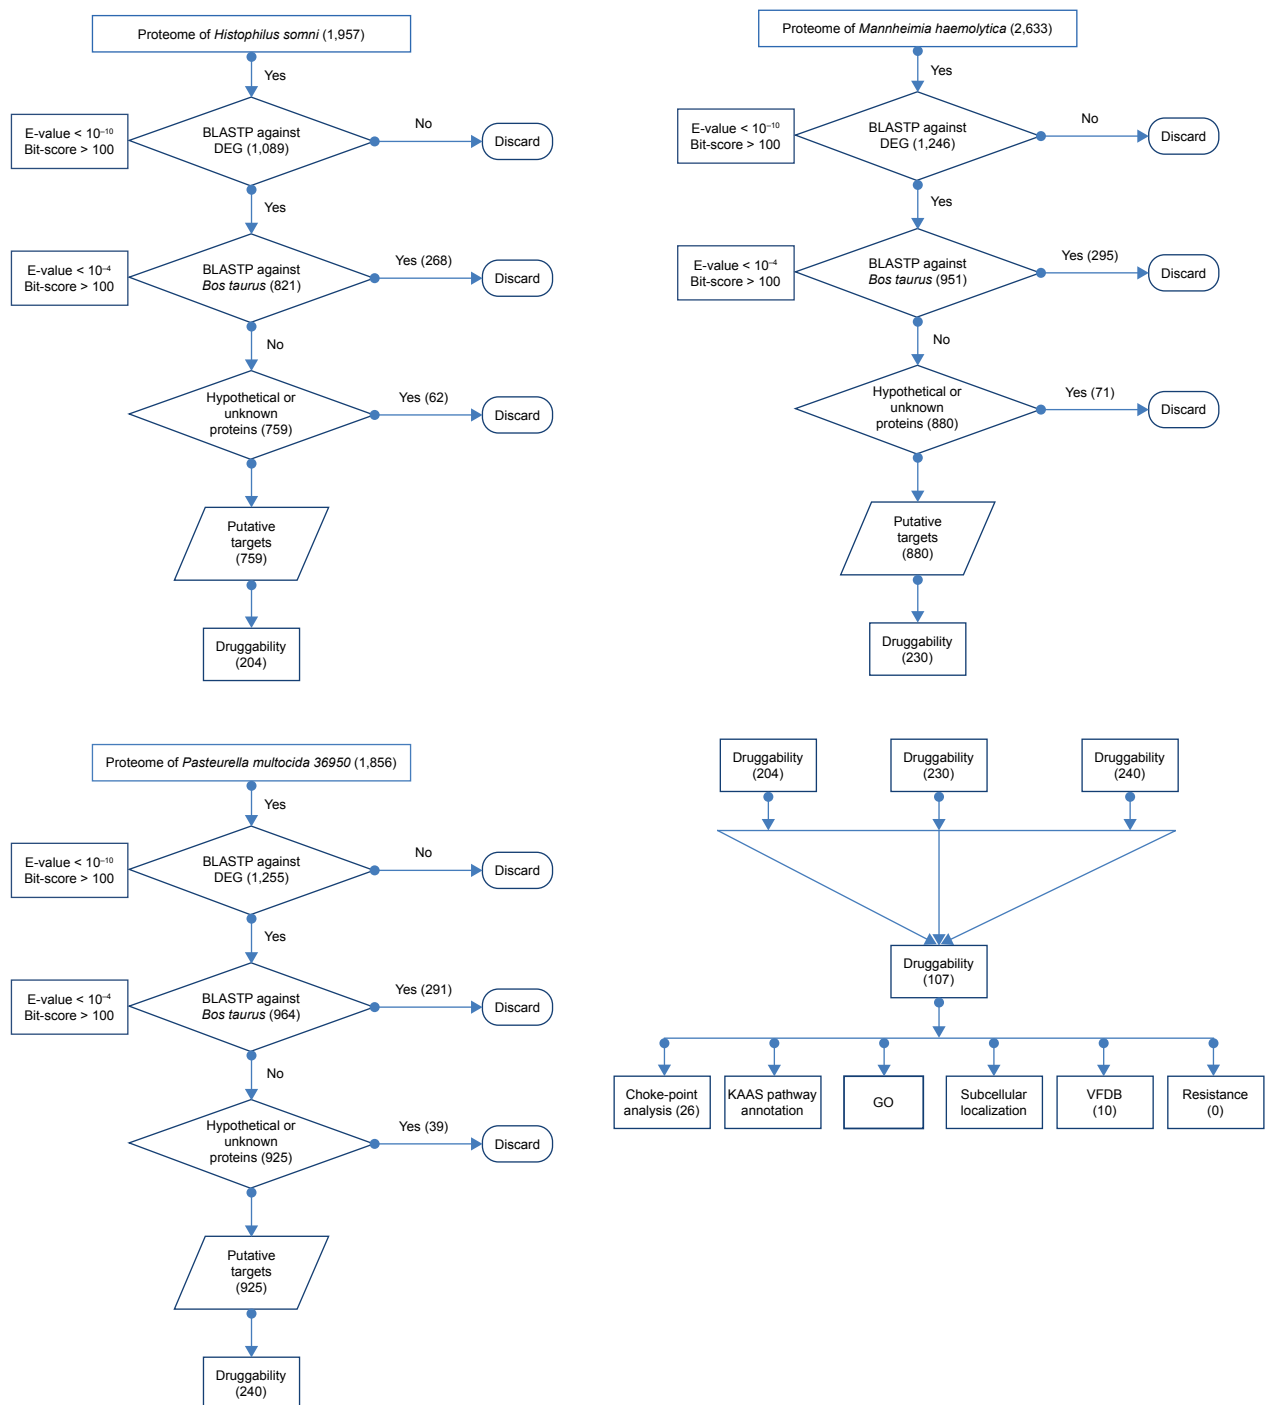 Proteome of Histophilus somni (1,957)
Yes
E-value < 10⁻¹⁰
Bit-score > 100
BLASTP against
DEG (1,089)
No
Discard
Yes
E-value < 10⁻⁴
Bit-score > 100
BLASTP against
Bos taurus (821)
Yes (268)
Discard
No
Hypothetical or
unknown
proteins (759)
Yes (62)
Discard
Putative
targets
(759)
Druggability
(204)
Proteome of Mannheimia haemolytica (2,633)
Yes
E-value < 10⁻¹⁰
Bit-score > 100
BLASTP against
DEG (1,246)
No
Discard
Yes
E-value < 10⁻⁴
Bit-score > 100
BLASTP against
Bos taurus (951)
Yes (295)
Discard
No
Hypothetical or
unknown
proteins (880)
Yes (71)
Discard
Putative
targets
(880)
Druggability
(230)
Proteome of Pasteurella multocida 36950 (1,856)
Yes
E-value < 10⁻¹⁰
Bit-score > 100
BLASTP against
DEG (1,255)
No
Discard
Yes
E-value < 10⁻⁴
Bit-score > 100
BLASTP against
Bos taurus (964)
Yes (291)
Discard
No
Hypothetical or
unknown
proteins (925)
Yes (39)
Discard
Putative
targets
(925)
Druggability
(240)
Druggability
(204)
Druggability
(230)
Druggability
(240)
Druggability
(107)
Choke-point
analysis (26)
KAAS pathway
annotation
GO
Subcellular
localization
VFDB
(10)
Resistance
(0)